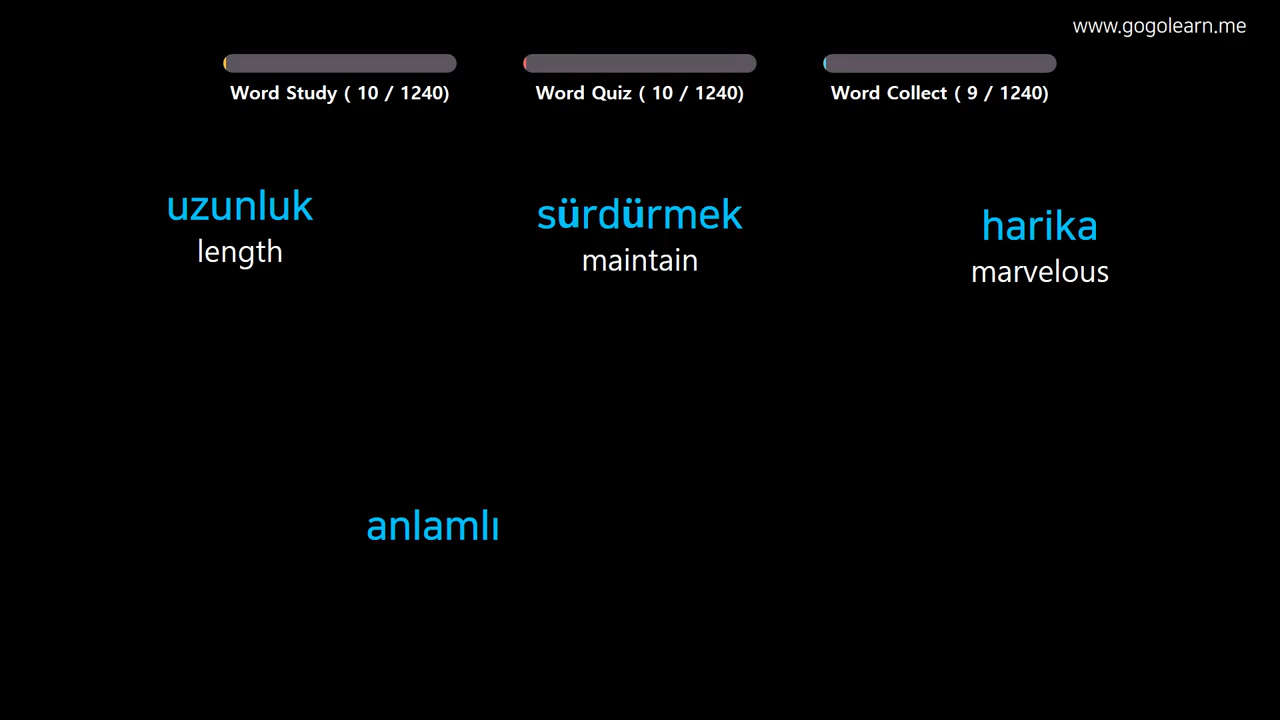 www.gogolearn.me
Word Study ( 10 / 1240)
Word Quiz ( 10 / 1240)
Word Collect ( 9 / 1240)
uzunluk
length
sürdürmek
maintain
harika
marvelous
anlamlı